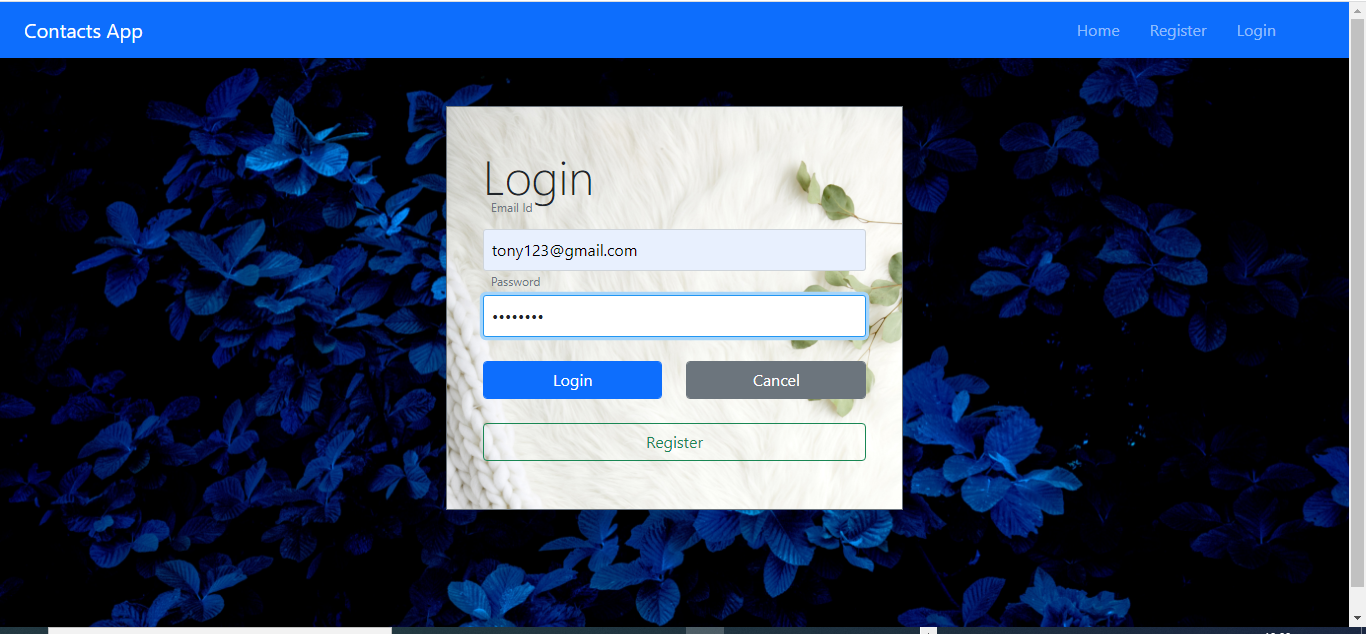 Contacts App Home Register Login
Login
Email Id
tony123@gmail.com
Password
••••••••
Login Cancel
Register